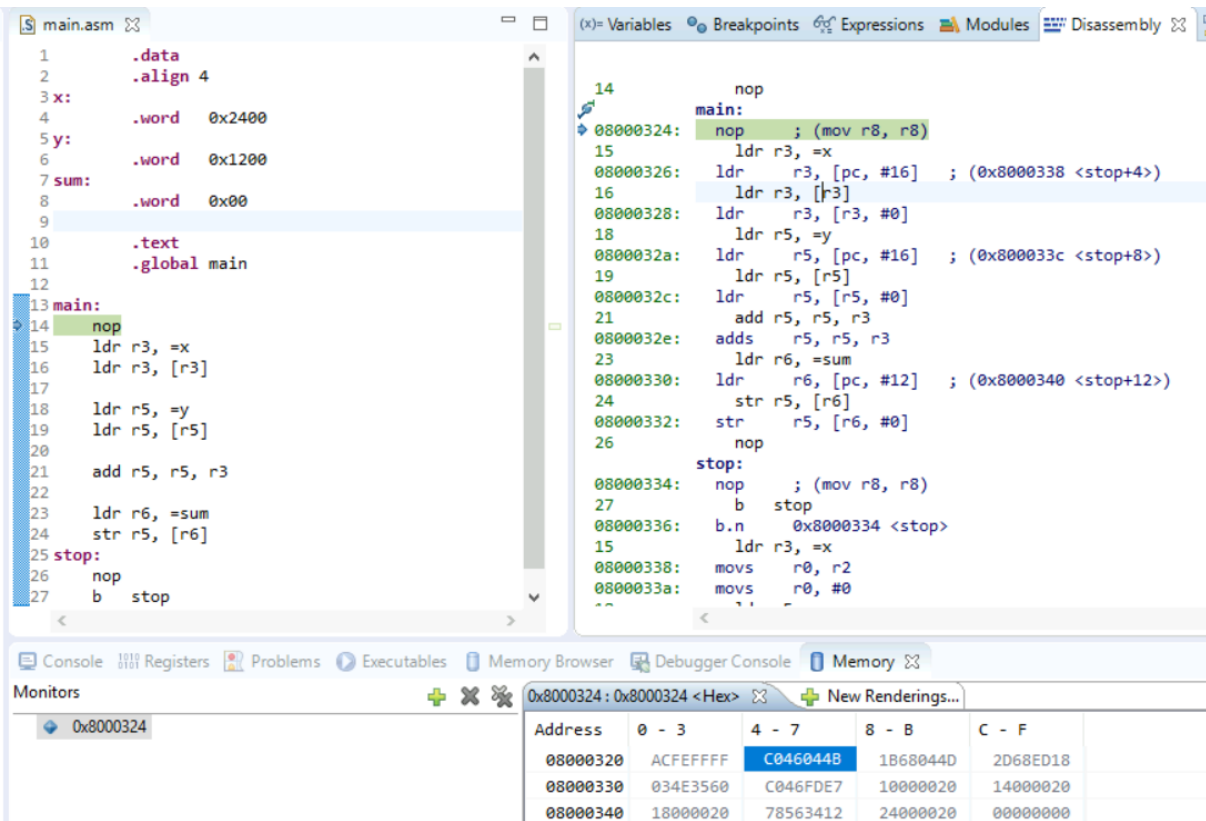 main.asm
(x)= Variables Breakpoints Expressions Modules Disassembly
1 .data
2 .align 4
3 x:
4 .word 0x2400
5 y:
6 .word 0x1200
7 sum:
8 .word 0x00
9
10 .text
11 .global main
12
13 main:
14 nop
15 ldr r3, =x
16 ldr r3, [r3]
17
18 ldr r5, =y
19 ldr r5, [r5]
20
21 add r5, r5, r3
22
23 ldr r6, =sum
24 str r5, [r6]
25 stop:
26 nop
27 b stop
14 nop
main:
08000324: nop ; (mov r8, r8)
15 ldr r3, =x
08000326: ldr r3, [pc, #16] ; (0x8000338 <stop+4>)
16 ldr r3, [r3]
08000328: ldr r3, [r3, #0]
18 ldr r5, =y
0800032a: ldr r5, [pc, #16] ; (0x800033c <stop+8>)
19 ldr r5, [r5]
0800032c: ldr r5, [r5, #0]
21 add r5, r5, r3
0800032e: adds r5, r5, r3
23 ldr r6, =sum
08000330: ldr r6, [pc, #12] ; (0x8000340 <stop+12>)
24 str r5, [r6]
08000332: str r5, [r6, #0]
26 nop
stop:
08000334: nop ; (mov r8, r8)
27 b stop
08000336: b.n 0x8000334 <stop>
15 ldr r3, =x
08000338: movs r0, r2
0800033a: movs r0, #0
Console Registers Problems Executables Memory Browser Debugger Console Memory
Monitors
0x8000324
0x8000324 : 0x8000324 <Hex> New Renderings...
Address 0 - 3 4 - 7 8 - B C - F
08000320 ACFEFFFF C046044B 1B68044D 2D68ED18
08000330 034E3560 C046FDE7 10000020 14000020
08000340 18000020 78563412 24000020 00000000